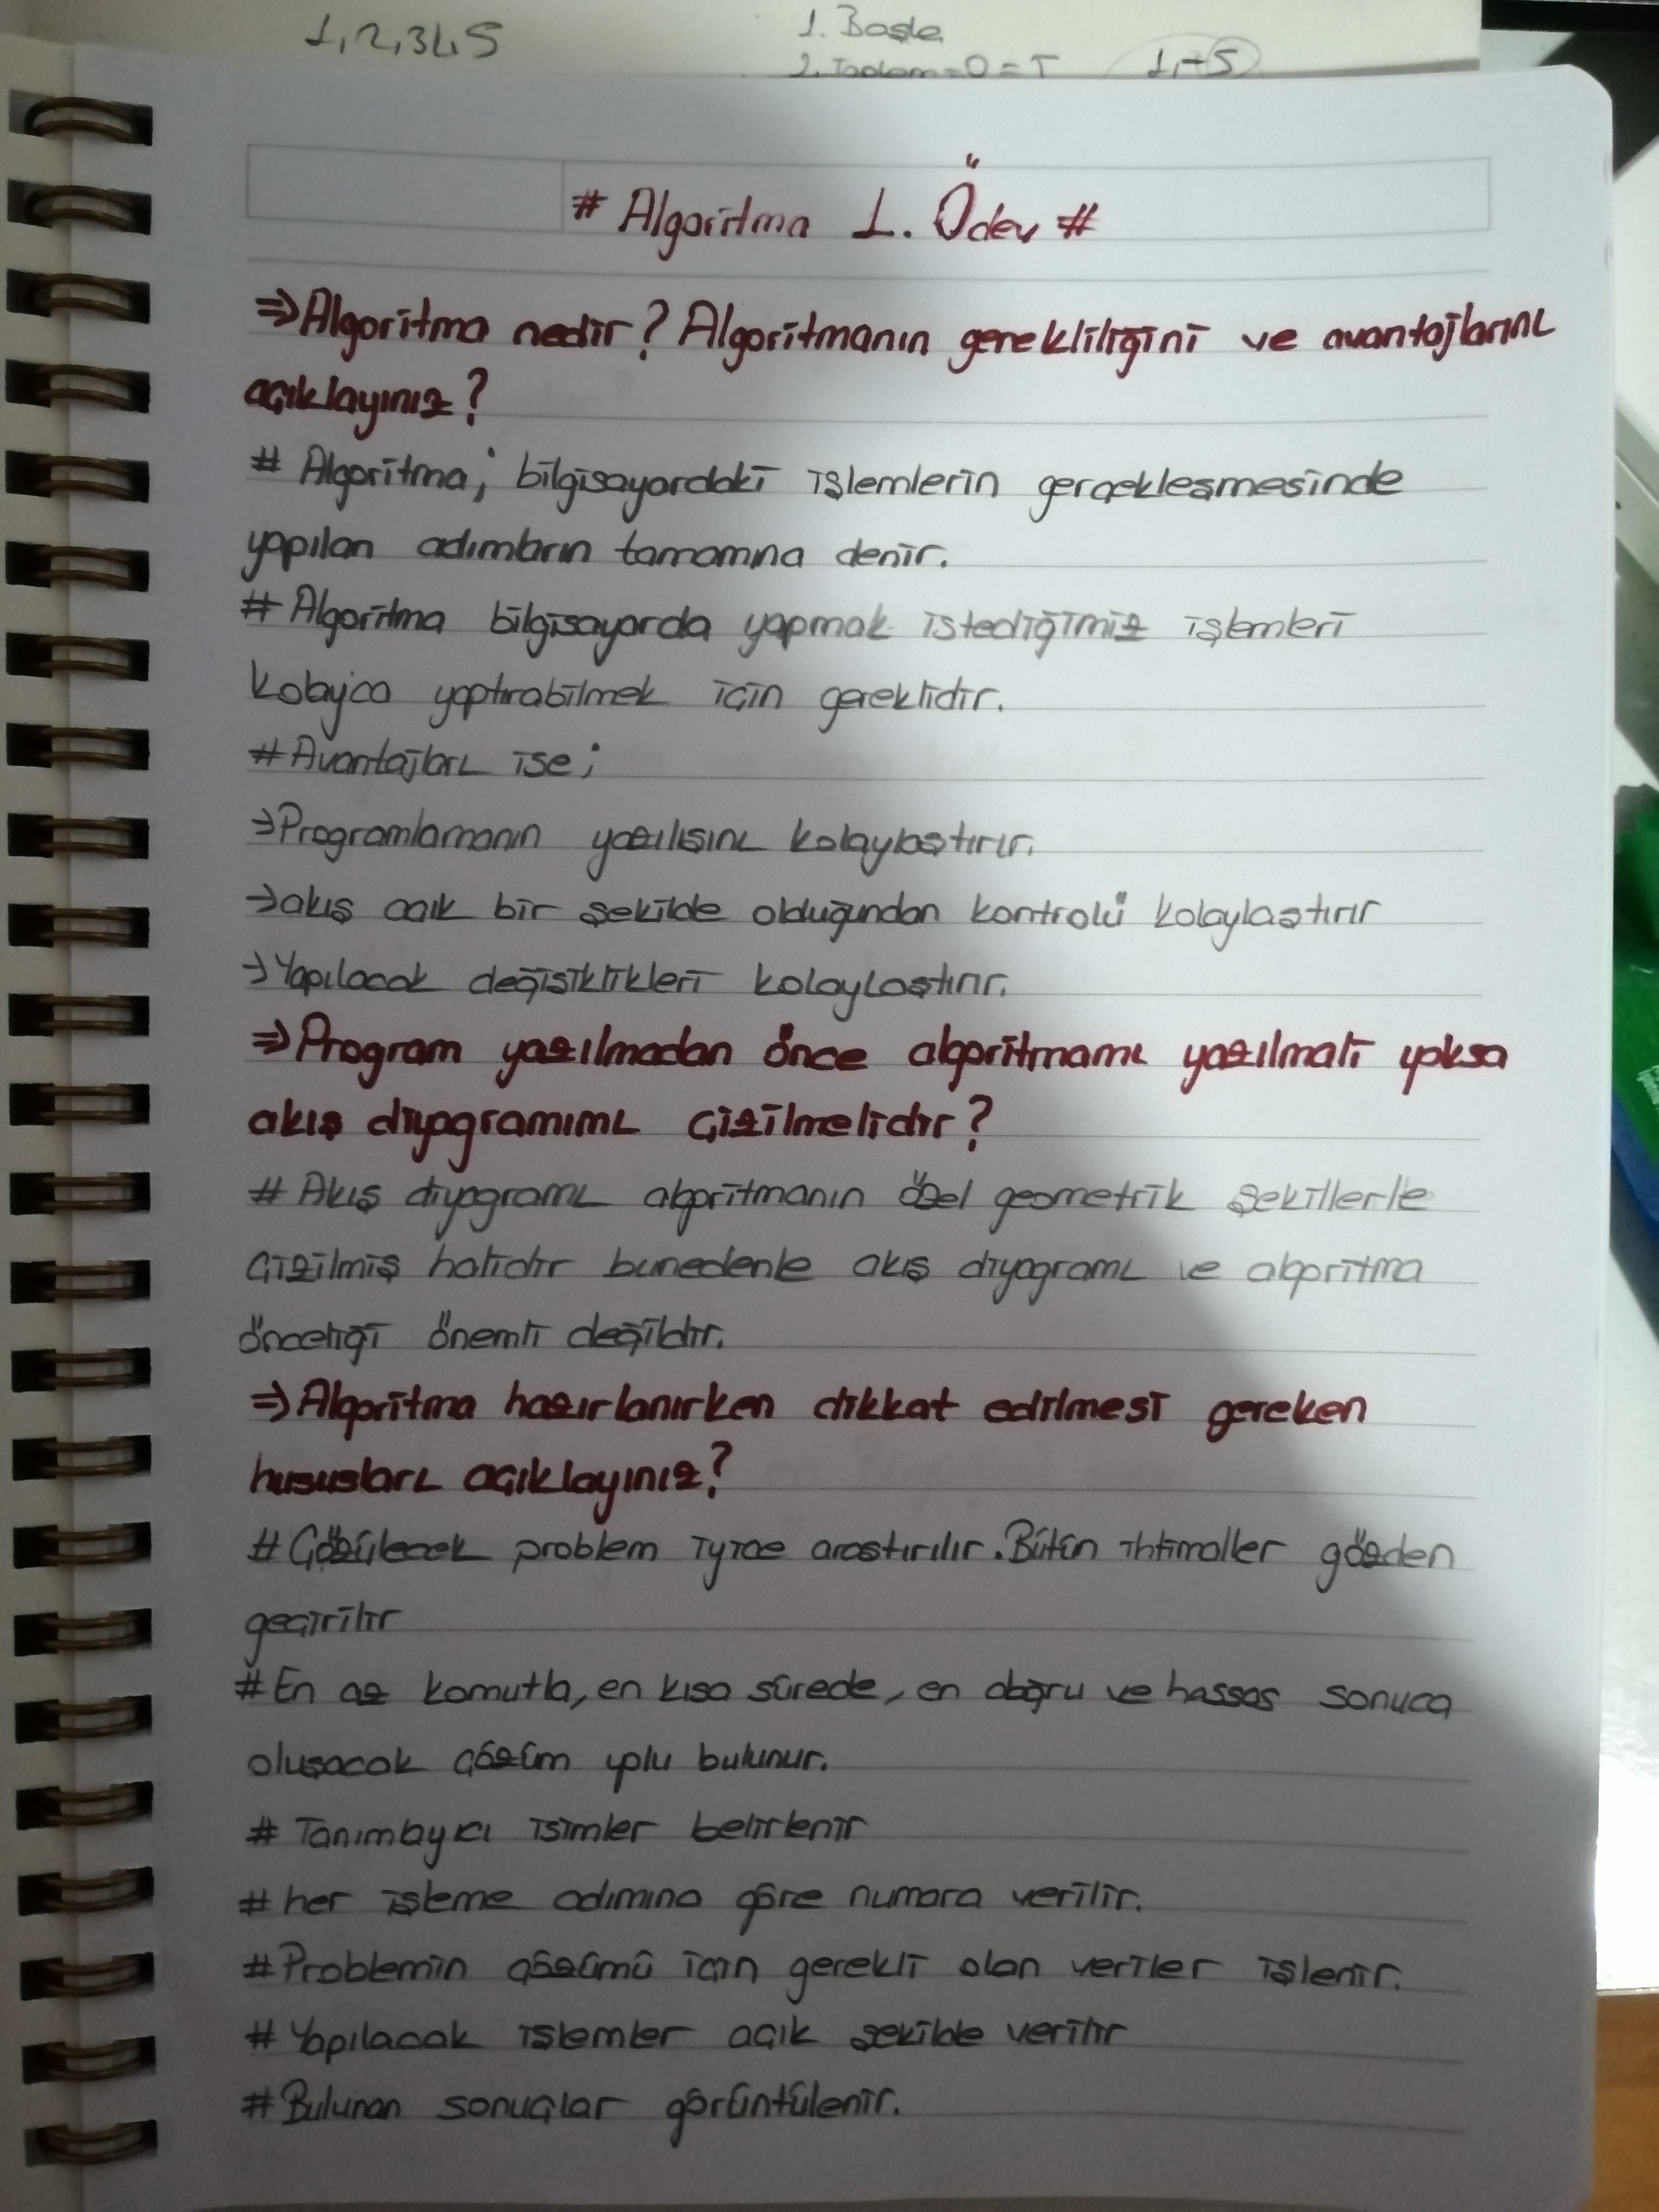 1,2,3,4,5
1. Başla
2. Toplam=0=T 1,-5
# Algoritma 1. Ödev #
⇒Algoritma nedir? Algoritmanın gerekliliğini ve avantajlarını
açıklayınız?
# Algoritma; bilgisayardaki işlemlerin gerçekleşmesinde
yapılan adımların tamamına denir.
# Algoritma bilgisayarda yapmak istediğimiz işlemleri
kolayca yaptırabilmek için gereklidir.
#Avantajları ise;
⇒Programlamanın yazılışını kolaylaştırır.
⇒akış açık bir şekilde olduğundan kontrolü kolaylaştırır
⇒Yapılacak değişiklikleri kolaylaştırır.
⇒Program yazılmadan önce algoritmamı yazılmalı yoksa
akış diyagramımı çizilmelidir?
# Akış diyagramı algoritmanın özel geometrik şekillerle
çizilmiş halidir bunedenle akış diyagramı ve algoritma
önceliği önemli değildir.
⇒Algoritma hazırlanırken dikkat edilmesi gereken
hususları açıklayınız?
# Çözülecek problem iyice araştırılır. Bütün ihtimaller gözden
geçirilir
#En az komutla, en kısa sürede, en doğru ve hassas sonuca
oluşacak çözüm yolu bulunur.
# Tanımlayıcı isimler belirlenir
# her işleme adımına göre numara verilir.
#Problemin çözümü için gerekli olan veriler işlenir.
# Yapılacak işlemler açık şekilde verilir
#Bulunan sonuçlar görüntülenir.